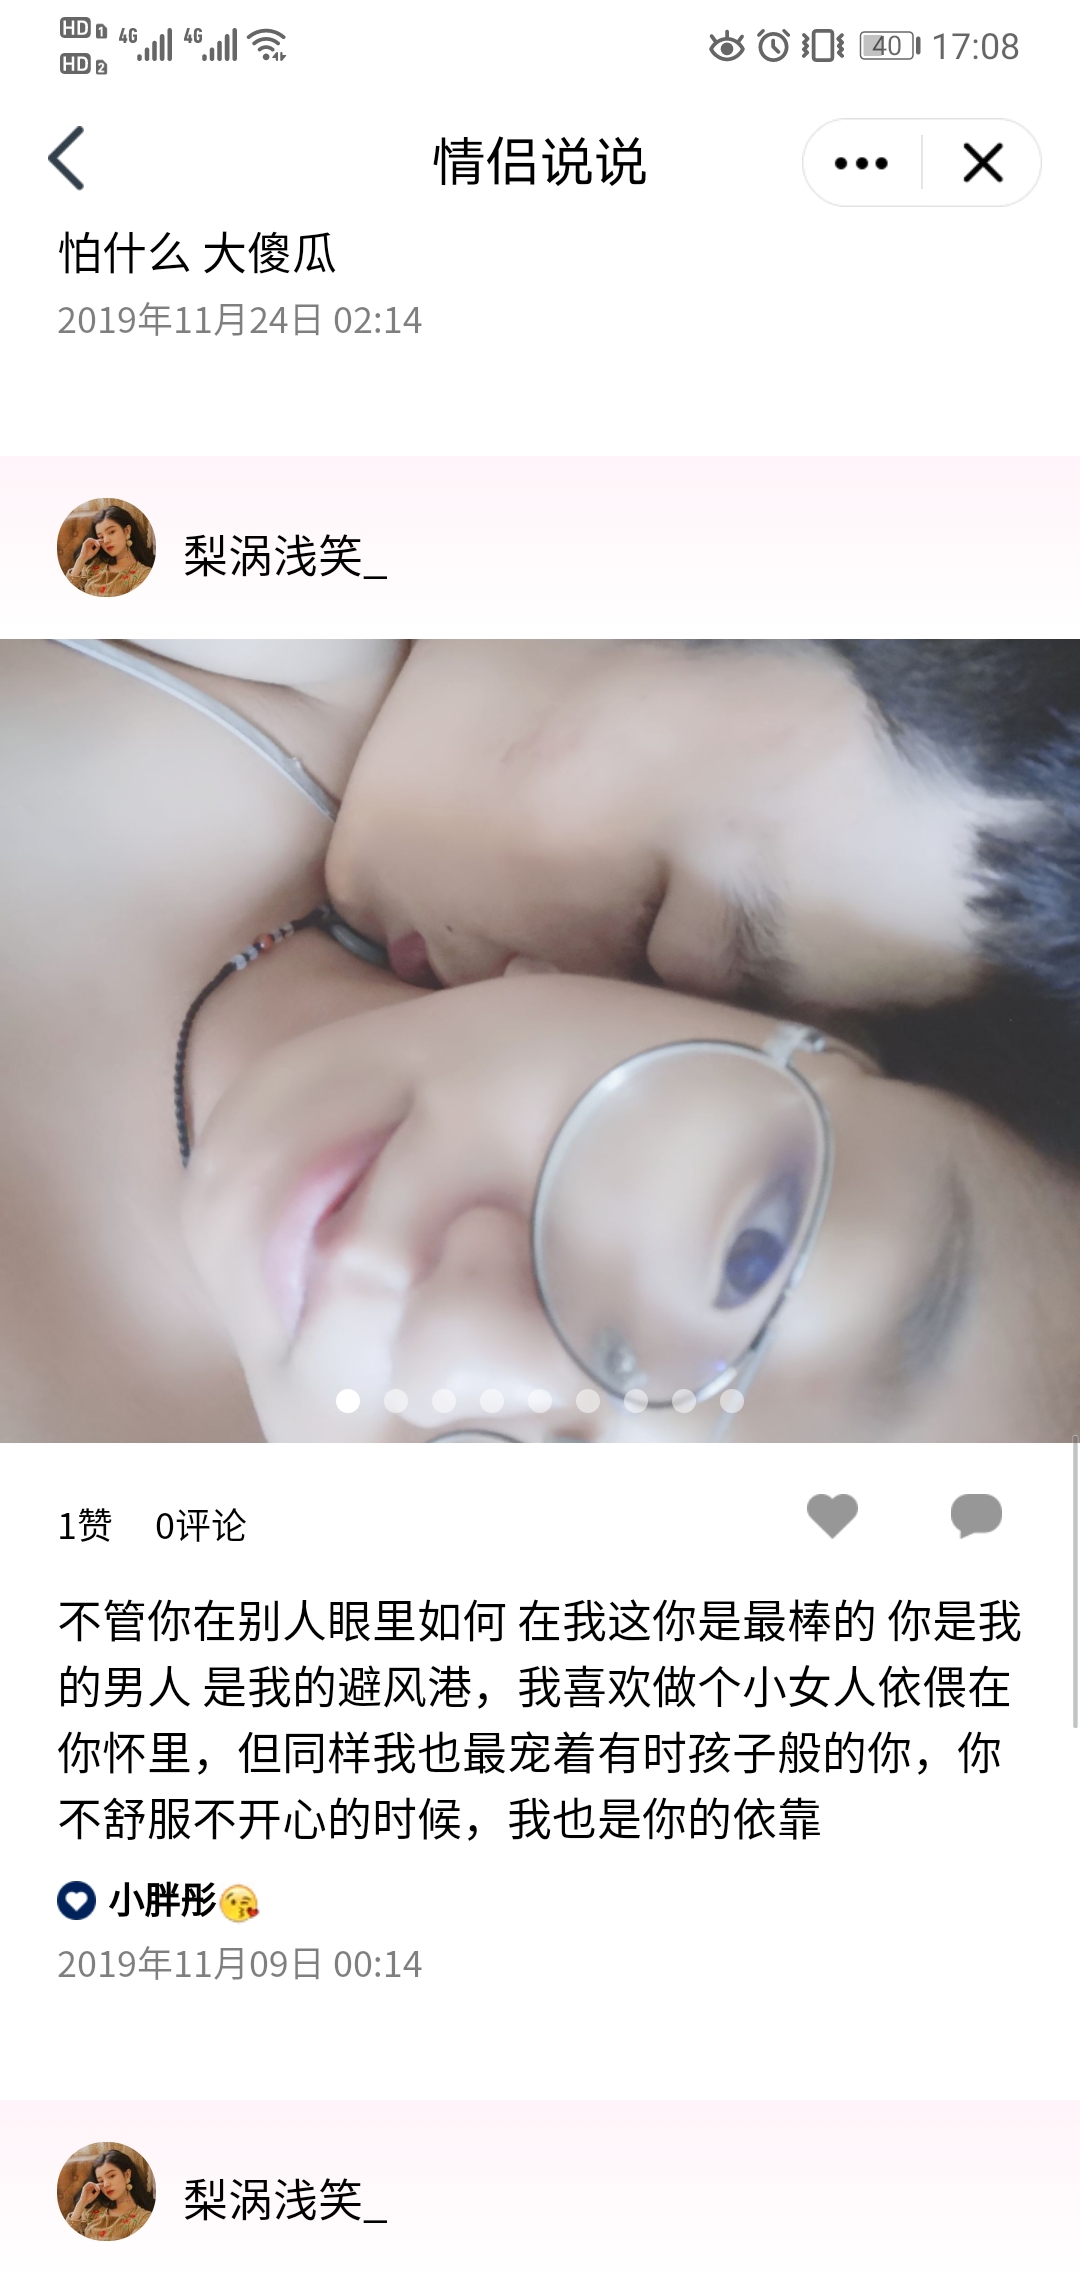 HD 1 4G 4G 40 17:08
HD 2
情侣说说
怕什么 大傻瓜
2019年11月24日 02:14
梨涡浅笑_
1赞 0评论
不管你在别人眼里如何 在我这你是最棒的 你是我
的男人 是我的避风港，我喜欢做个小女人依偎在
你怀里，但同样我也最宠着有时孩子般的你，你
不舒服不开心的时候，我也是你的依靠
小胖彤😘
2019年11月09日 00:14
梨涡浅笑_